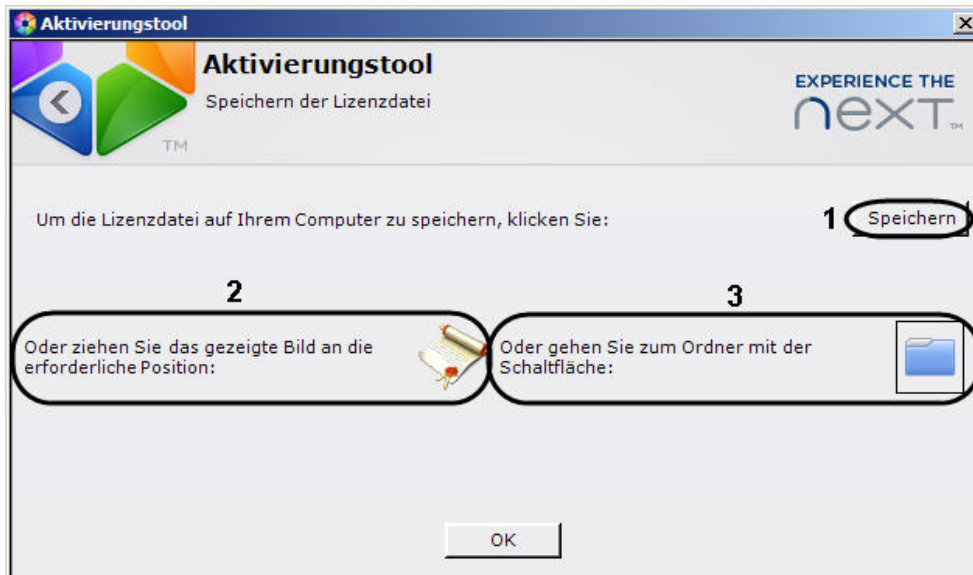 Aktivierungstool
Aktivierungstool
Speichern der Lizenzdatei
EXPERIENCE THE
next™
TM
Um die Lizenzdatei auf Ihrem Computer zu speichern, klicken Sie:
1
Speichern
2
3
Oder ziehen Sie das gezeigte Bild an die
erforderliche Position:
Oder gehen Sie zum Ordner mit der
Schaltfläche:
OK